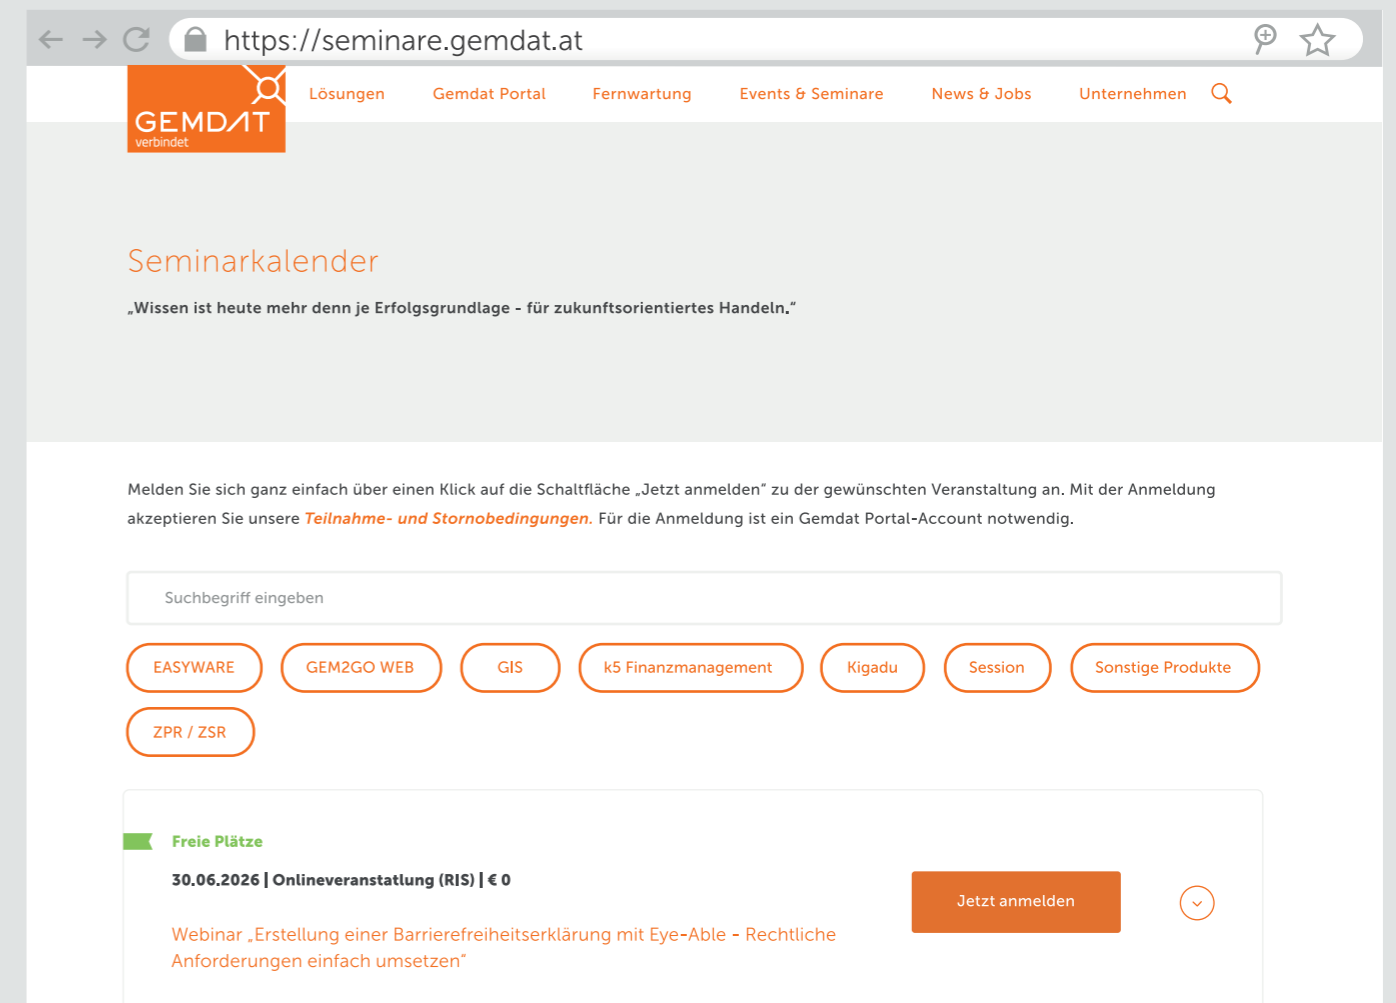 https://seminare.gemdat.at
GEMDAT
verbindet
Lösungen Gemdat Portal Fernwartung Events & Seminare News & Jobs Unternehmen
Seminarkalender
„Wissen ist heute mehr denn je Erfolgsgrundlage - für zukunftsorientiertes Handeln.“
Melden Sie sich ganz einfach über einen Klick auf die Schaltfläche „Jetzt anmelden“ zu der gewünschten Veranstaltung an. Mit der Anmeldung
akzeptieren Sie unsere Teilnahme- und Stornobedingungen. Für die Anmeldung ist ein Gemdat Portal-Account notwendig.
Suchbegriff eingeben
EASYWARE GEM2GO WEB GIS k5 Finanzmanagement Kigadu Session Sonstige Produkte
ZPR / ZSR
Freie Plätze
30.06.2026 | Onlineveranstatlung (RIS) | € 0
Jetzt anmelden
Webinar „Erstellung einer Barrierefreiheitserklärung mit Eye-Able - Rechtliche
Anforderungen einfach umsetzen“